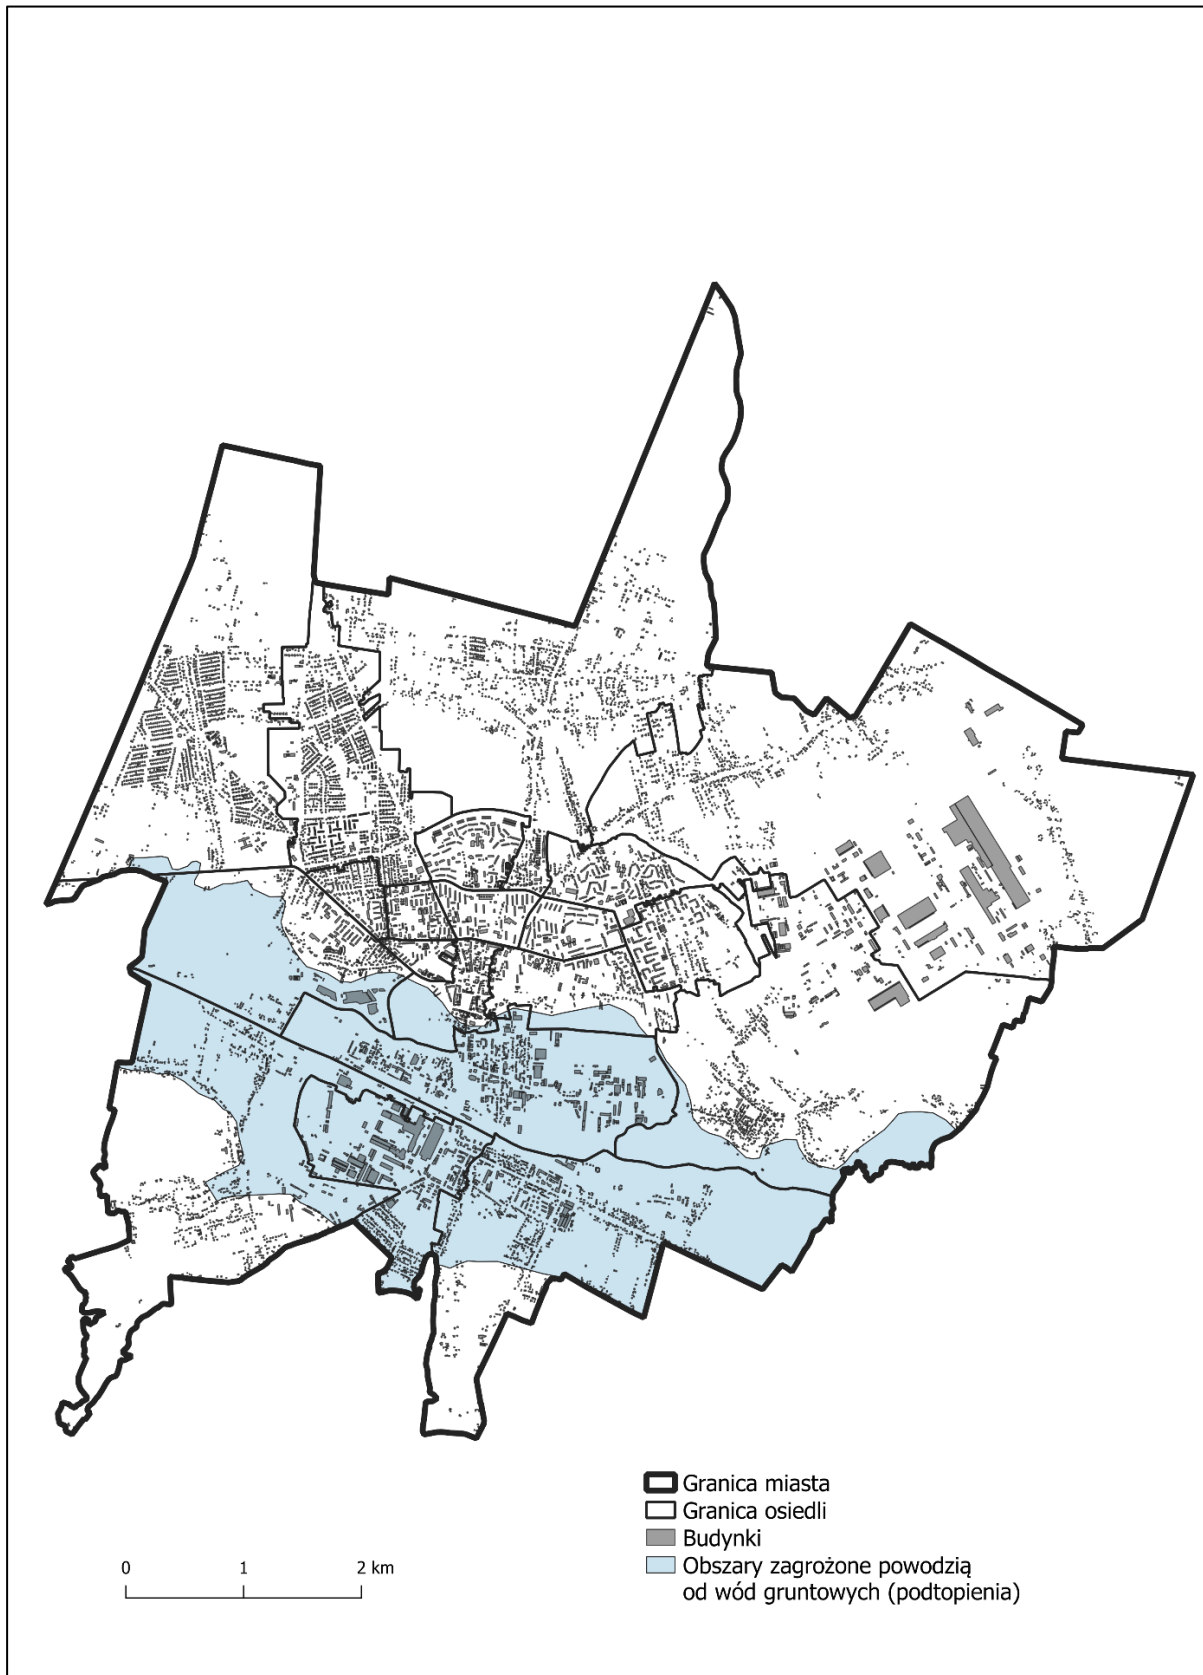 Granica miasta
Granica osiedli
Budynki
Obszary zagrożone powodzią
od wód gruntowych (podtopienia)
0 1 2 km